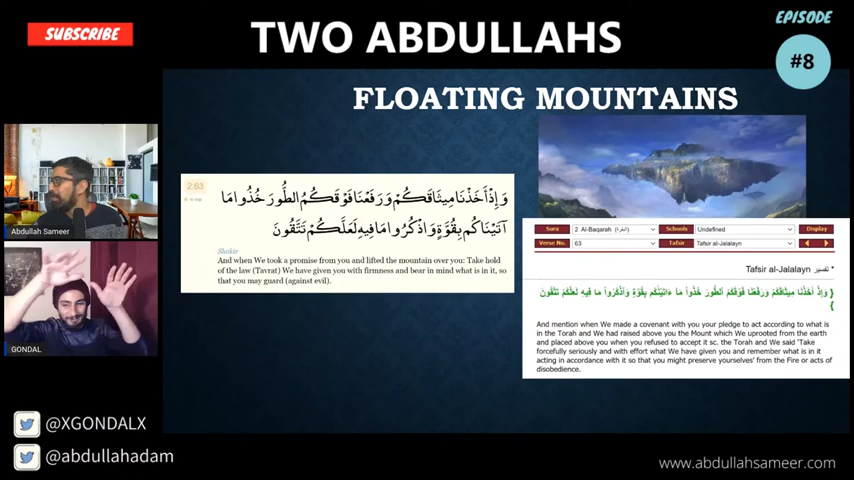 SUBSCRIBE
TWO ABDULLAHS
EPISODE
#8
FLOATING MOUNTAINS
2:63
وَإِذْ أَخَذْنَا مِيثَاقَكُمْ وَرَفَعْنَا فَوْقَكُمُ الطُّورَ خُذُوا مَا
آتَيْنَاكُم بِقُوَّةٍ وَاذْكُرُوا مَا فِيهِ لَعَلَّكُمْ تَتَّقُونَ
Shakir
And when We took a promise from you and lifted the mountain over you: Take hold
of the law (Tavrat) We have given you with firmness and bear in mind what is in it, so
that you may guard (against evil).
Sura 2 Al-Baqarah (البقرة) Schools Undefined Display
Verse No. 63 Tafsir Tafsir al-Jalalayn
* تفسير Tafsir al-Jalalayn
{ وَإِذْ أَخَذْنَا مِيثَاقَكُمْ وَرَفَعْنَا فَوْقَكُمُ ٱلطُّورَ خُذُواْ مَآ ءَاتَيْنَٰكُم بِقُوَّةٍ وَٱذْكُرُواْ مَا فِيهِ لَعَلَّكُمْ تَتَّقُونَ
}
And mention when We made a covenant with you your pledge to act according to what is
in the Torah and We had raised above you the Mount which We uprooted from the earth
and placed above you when you refused to accept it sc. the Torah and We said 'Take
forcefully seriously and with effort what We have given you and remember what is in it
acting in accordance with it so that you might preserve yourselves' from the Fire or acts of
disobedience.
Abdullah Sameer
GONDAL
@XGONDALX
@abdullahadam
www.abdullahsameer.com